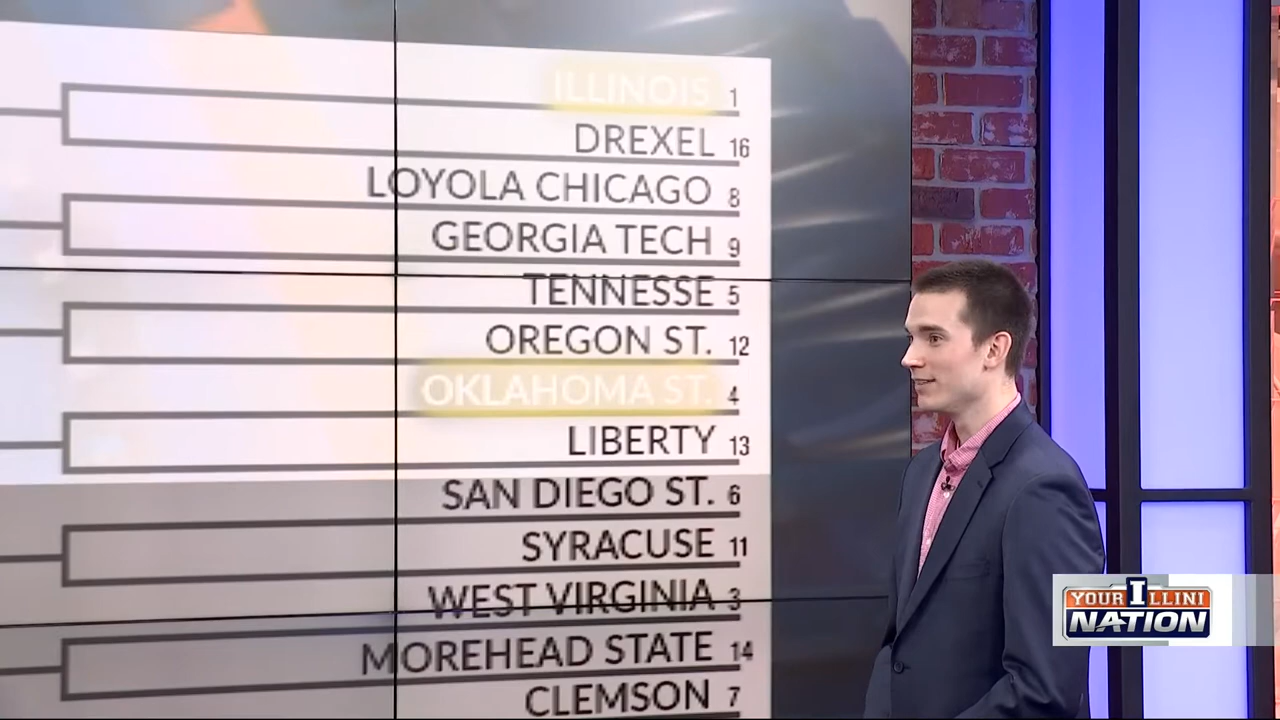 ILLINOIS 1
DREXEL 16
LOYOLA CHICAGO 8
GEORGIA TECH 9
TENNESSE 5
OREGON ST. 12
OKLAHOMA ST. 4
LIBERTY 13
SAN DIEGO ST. 6
SYRACUSE 11
WEST VIRGINIA 3
MOREHEAD STATE 14
CLEMSON 7
YOUR ILLINI
NATION